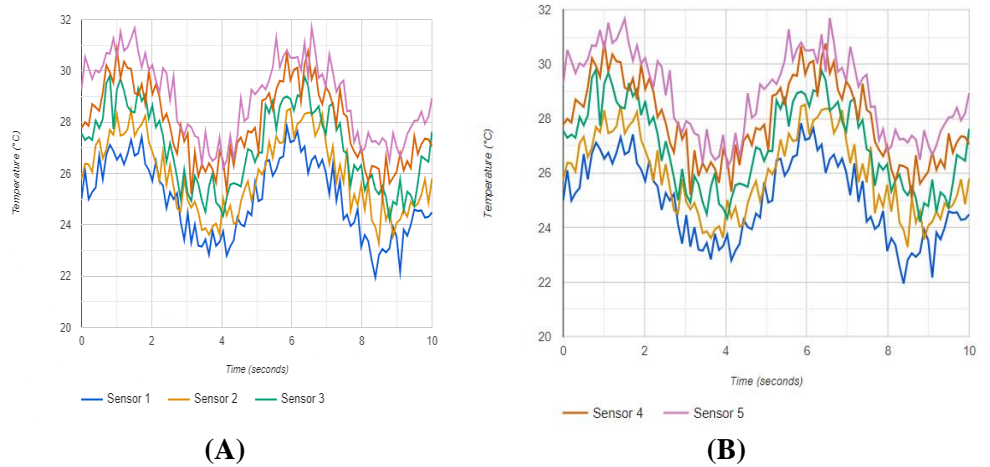 32
30
28
26
24
22
20
Temperature (°C)
0 2 4 6 8 10
Time (seconds)
Sensor 1 Sensor 2 Sensor 3
(A)
32
30
28
26
24
22
20
Temperature (°C)
0 2 4 6 8 10
Time (seconds)
Sensor 4 Sensor 5
(B)